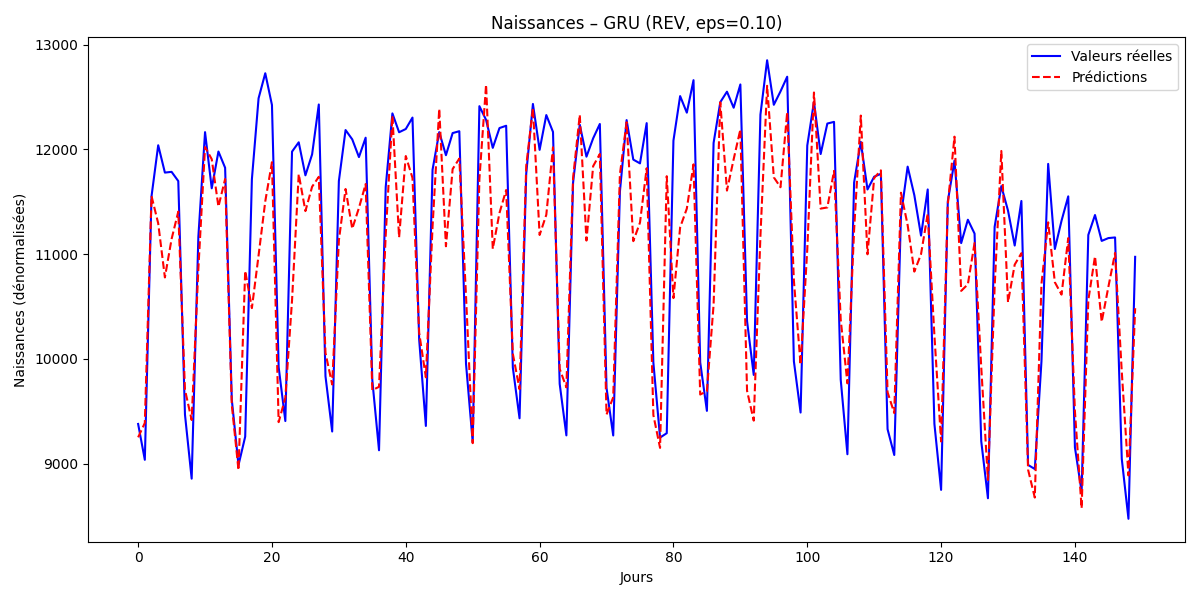 Naissances – GRU (REV, eps=0.10)
Valeurs réelles
Prédictions
Naissances (dénormalisées)
13000
12000
11000
10000
9000
0 20 40 60 80 100 120 140
Jours